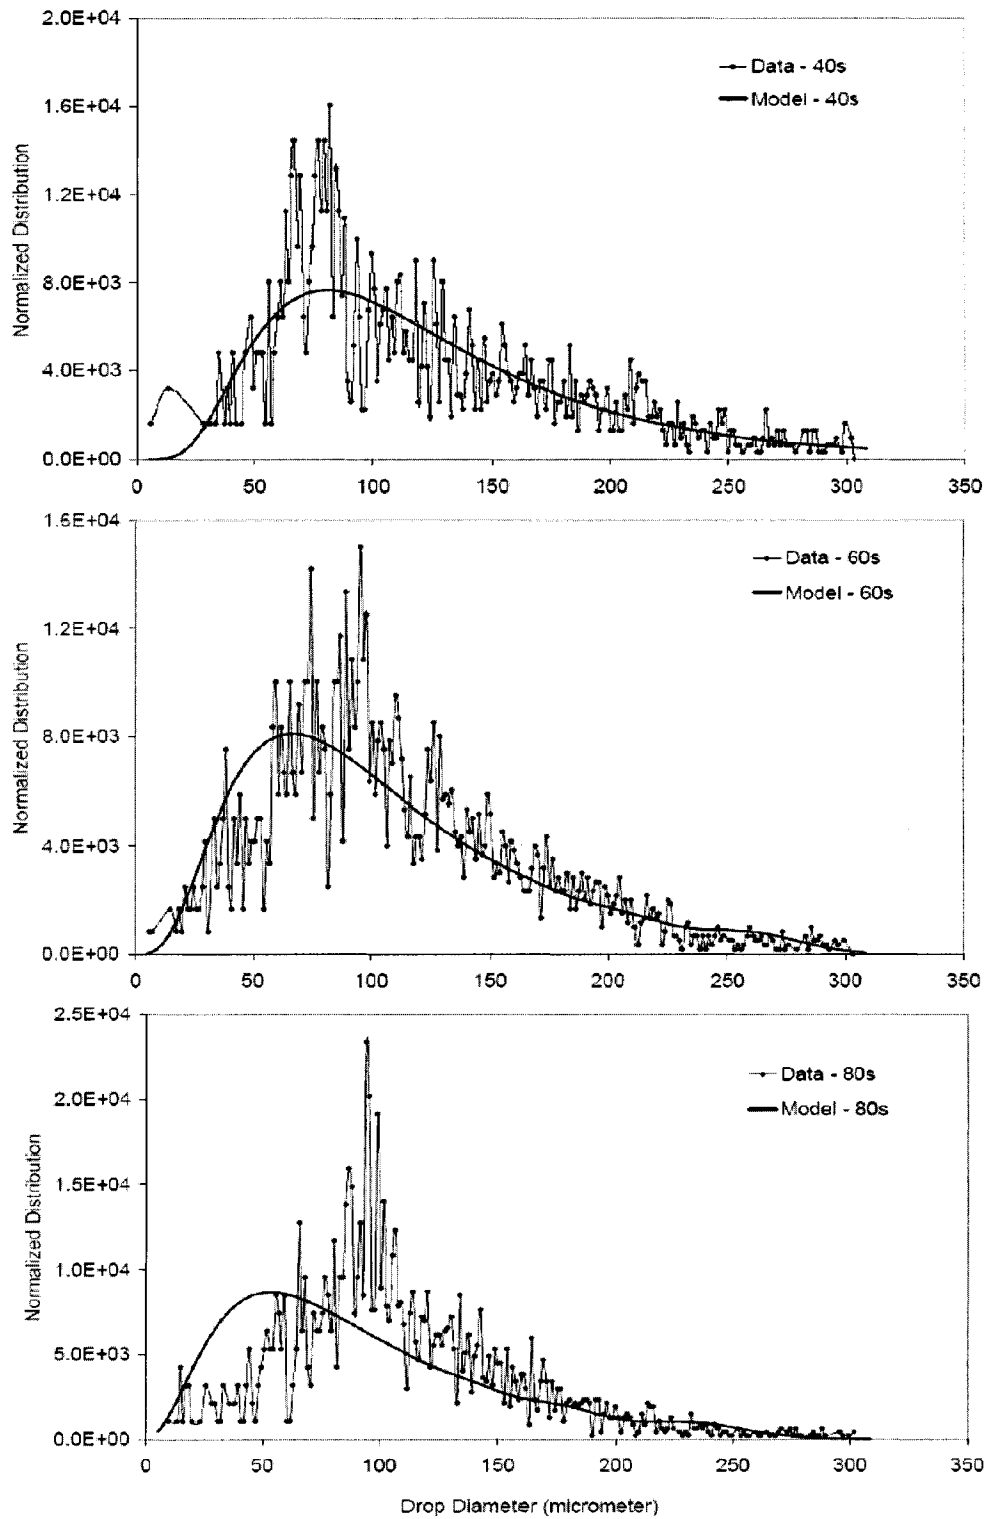 2.0E+04
1.6E+04
1.2E+04
8.0E+03
4.0E+03
0.0E+00
Normalized Distribution
Data - 40s
Model - 40s
0 50 100 150 200 250 300 350
1.6E+04
1.2E+04
8.0E+03
4.0E+03
0.0E+00
Normalized Distribution
Data - 60s
Model - 60s
0 50 100 150 200 250 300 350
2.5E+04
2.0E+04
1.5E+04
1.0E+04
5.0E+03
0.0E+00
Normalized Distribution
Data - 80s
Model - 80s
0 50 100 150 200 250 300 350
Drop Diameter (micrometer)